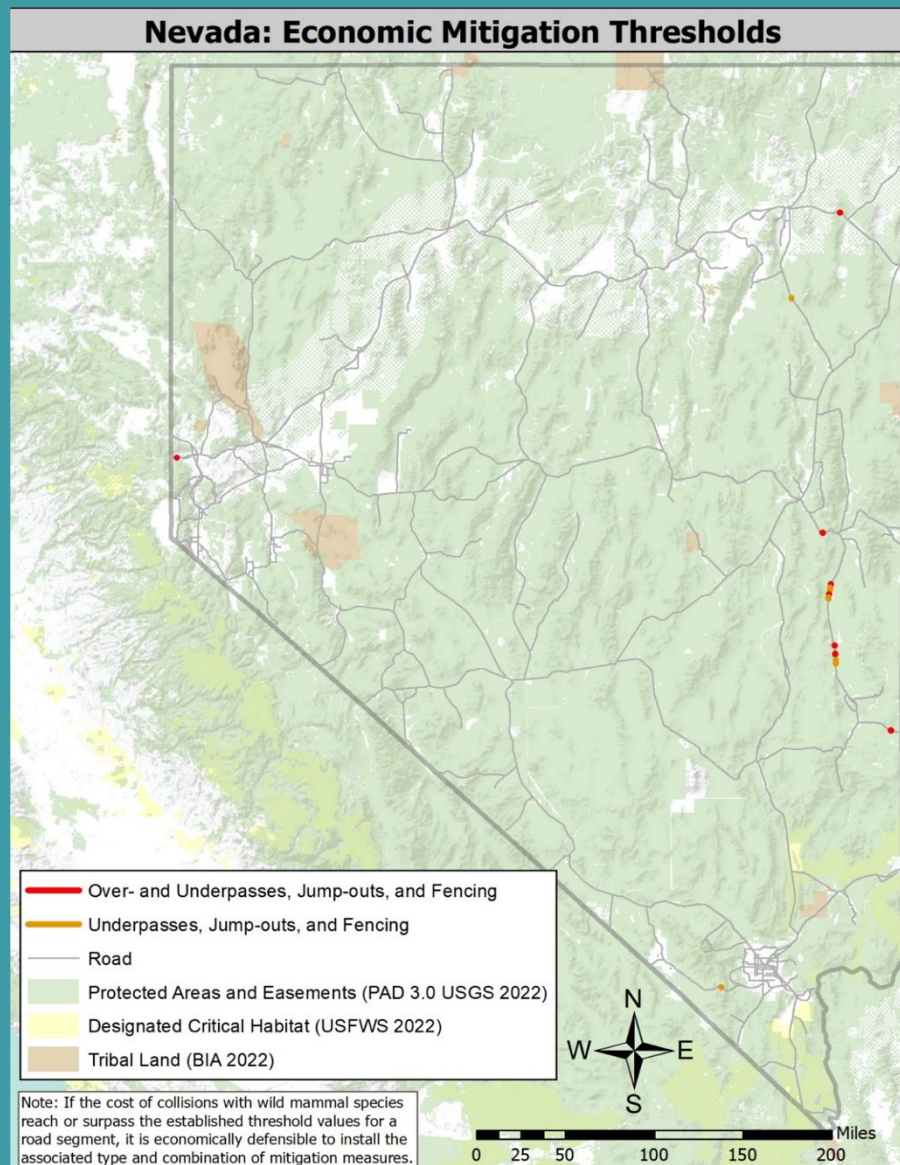 Nevada: Economic Mitigation Thresholds
Over- and Underpasses, Jump-outs, and Fencing
Underpasses, Jump-outs, and Fencing
Road
Protected Areas and Easements (PAD 3.0 USGS 2022)
Designated Critical Habitat (USFWS 2022)
Tribal Land (BIA 2022)
N
W E
S
Note: If the cost of collisions with wild mammal species
reach or surpass the established threshold values for a
road segment, it is economically defensible to install the
associated type and combination of mitigation measures.
Miles
0 25 50 100 150 200